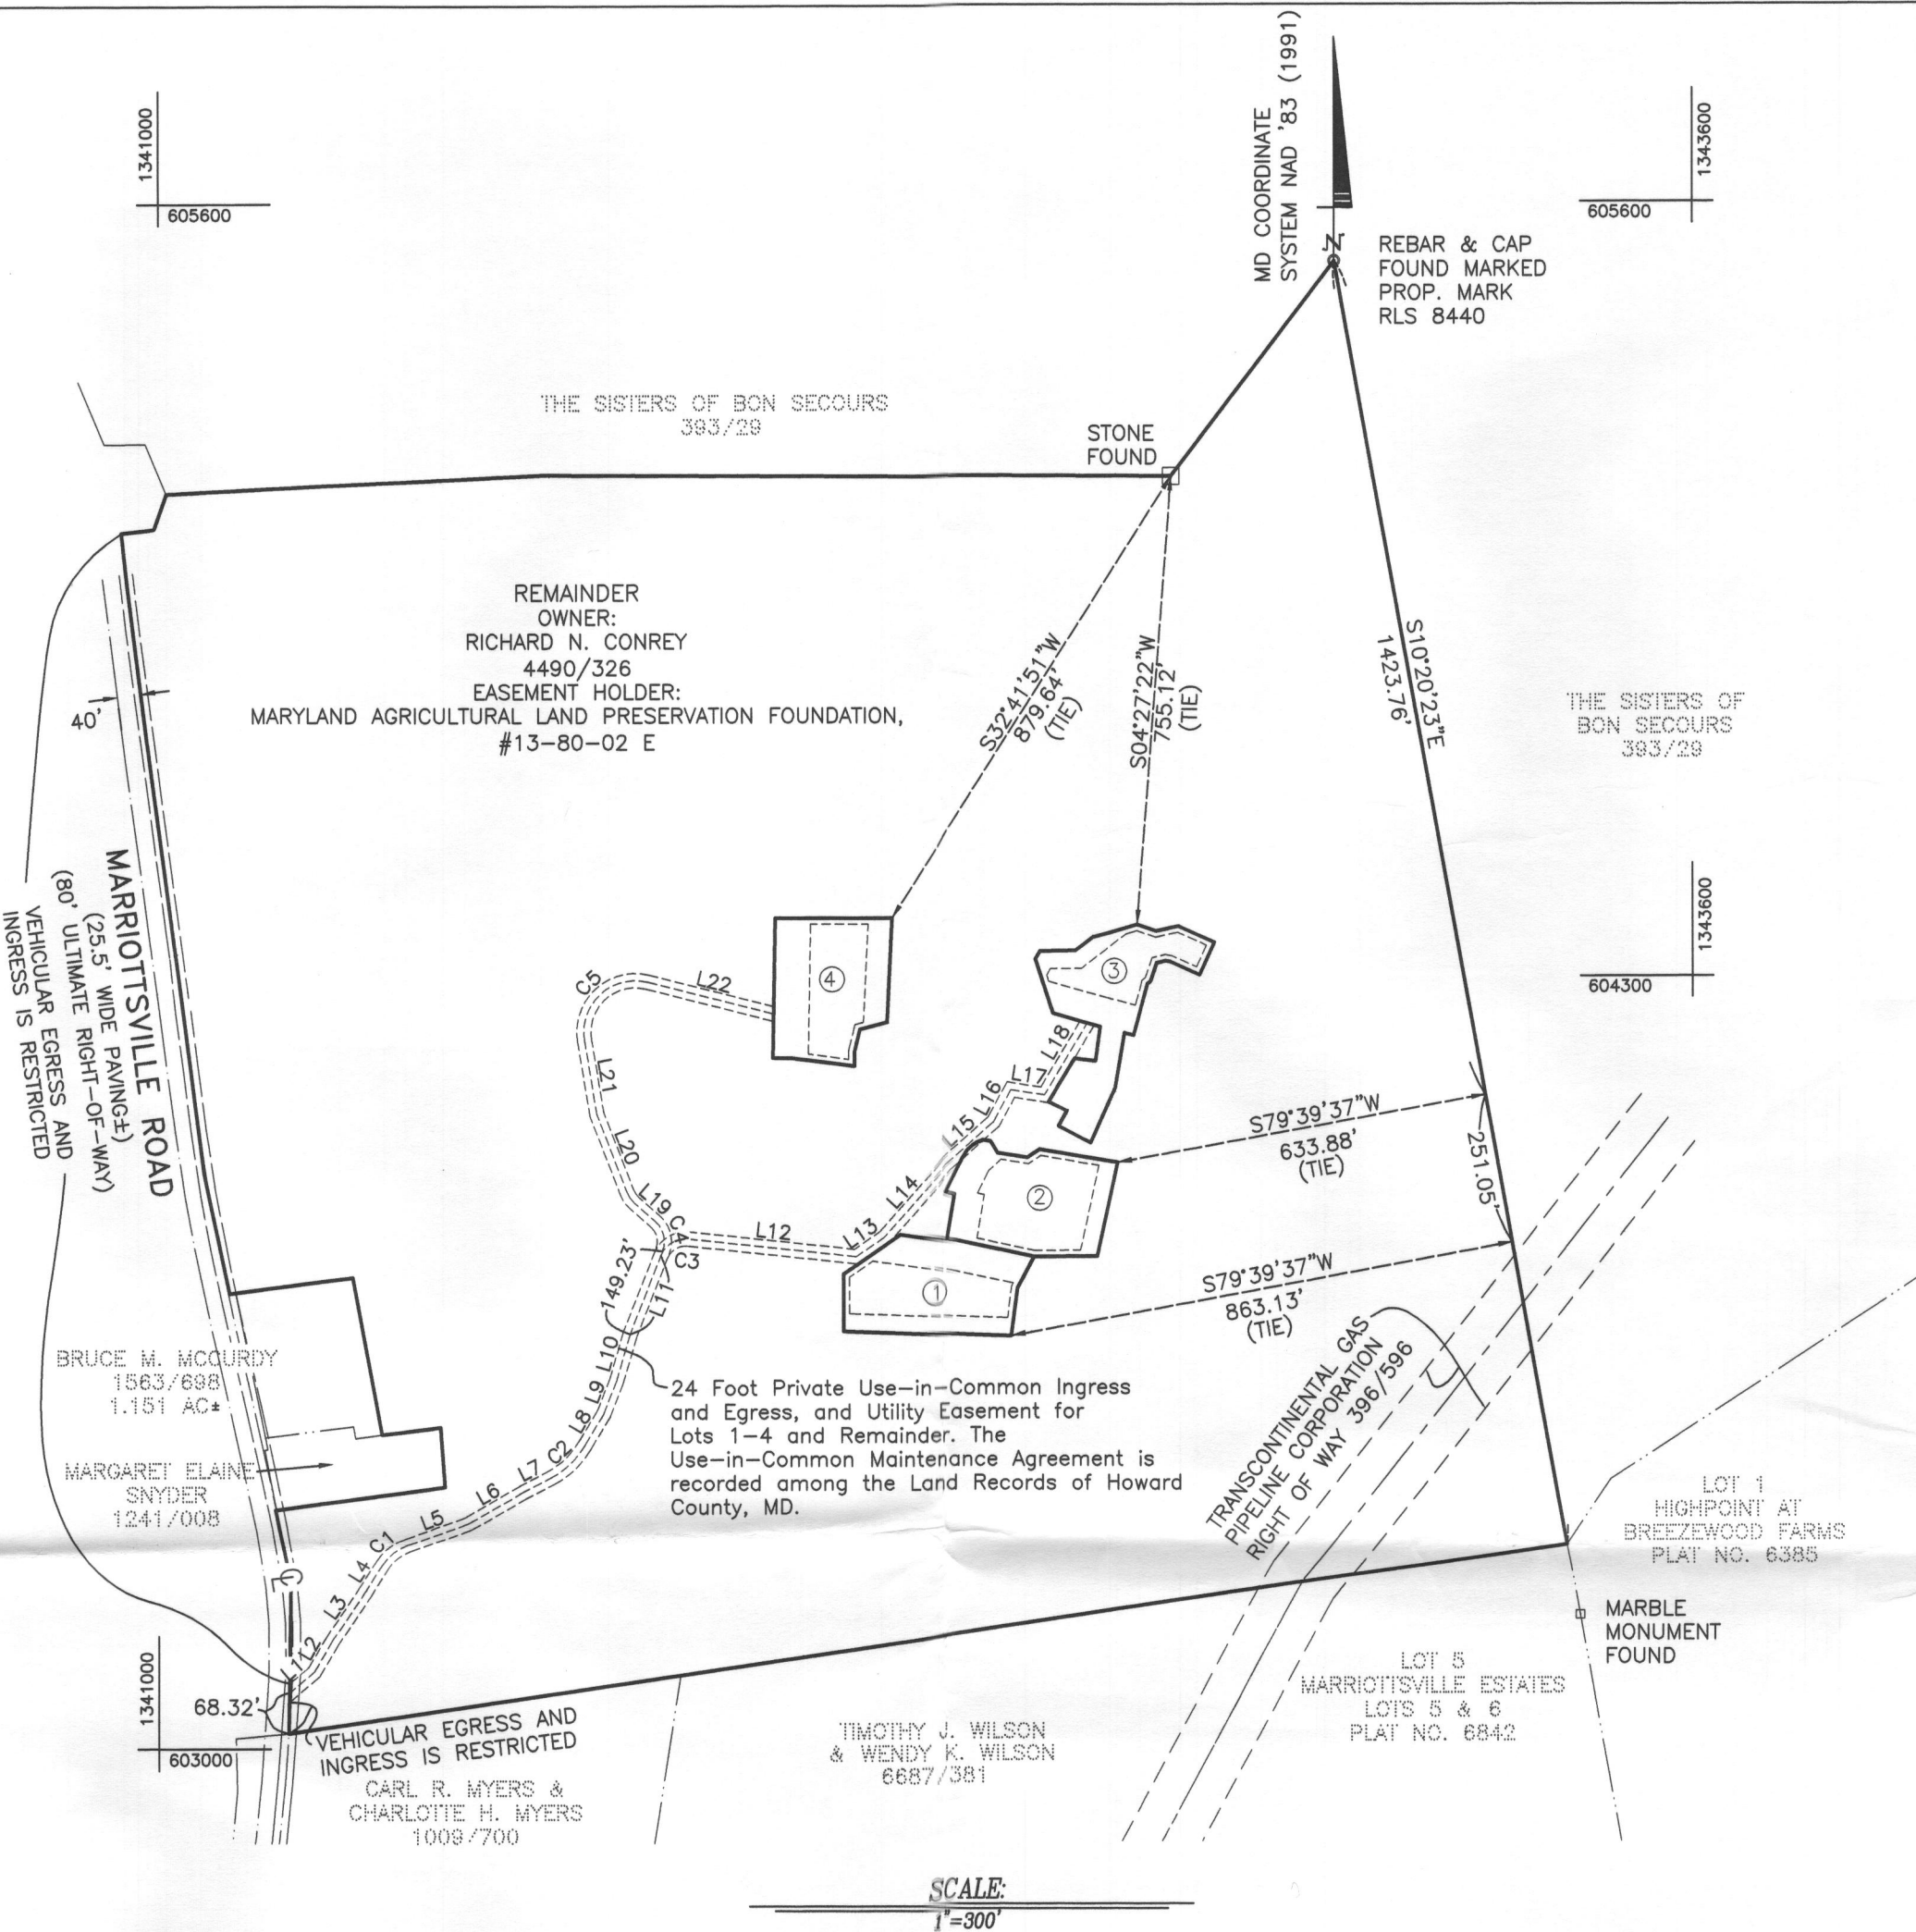 MD COORDINATE
SYSTEM NAD '83 (1991)
1341000
605600
1343600
605600
N
REBAR & CAP
FOUND MARKED
PROP. MARK
RLS 8440
THE SISTERS OF BON SECOURS
393/29
STONE
FOUND
REMAINDER
OWNER:
RICHARD N. CONREY
4490/326
EASEMENT HOLDER:
MARYLAND AGRICULTURAL LAND PRESERVATION FOUNDATION,
#13-80-02 E
40'
S32°41'51"W
879.64'
(TIE)
S04°27'22"W
755.12'
(TIE)
S10°20'23"E
1423.76'
THE SISTERS OF
BON SECOURS
393/29
MARRIOTTSVILLE ROAD
(25.5' WIDE PAVING±)
(80' ULTIMATE RIGHT-OF-WAY)
VEHICULAR EGRESS AND
INGRESS IS RESTRICTED
1343600
604300
C5
L22
4
3
L21
L18
L17
L16
L15
L20
L14
L19
C4
C3
L12
L13
2
1
S79°39'37"W
633.88'
(TIE)
251.05'
S79°39'37"W
863.13'
(TIE)
149.23'
L11
L10
L9
L8
C2
L7
L6
L5
C1
L4
L3
L2
L1
BRUCE M. MCCURDY
1563/698
1.151 AC±
MARGARET ELAINE
SNYDER
1241/008
24 Foot Private Use-in-Common Ingress
and Egress, and Utility Easement for
Lots 1-4 and Remainder. The
Use-in-Common Maintenance Agreement is
recorded among the Land Records of Howard
County, MD.
TRANSCONTINENTAL GAS
PIPELINE CORPORATION
RIGHT OF WAY 396/596
LOT 1
HIGHPOINT AT
BREEZEWOOD FARMS
PLAT NO. 6385
MARBLE
MONUMENT
FOUND
LOT 5
MARRIOTTSVILLE ESTATES
LOTS 5 & 6
PLAT NO. 6842
1341000
603000
68.32'
VEHICULAR EGRESS AND
INGRESS IS RESTRICTED
CARL R. MYERS &
CHARLOTTE H. MYERS
1009/700
TIMOTHY J. WILSON
& WENDY K. WILSON
6687/381
SCALE:
1"=300'